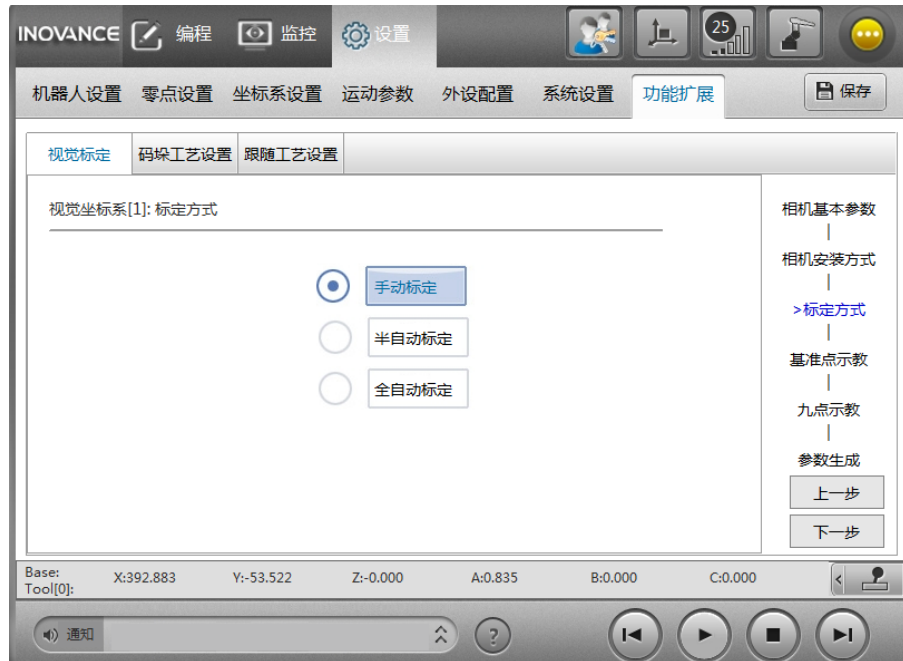 INOVANCE 编程 监控 设置 25
机器人设置 零点设置 坐标系设置 运动参数 外设配置 系统设置 功能扩展 保存
视觉标定 码垛工艺设置 跟随工艺设置
视觉坐标系[1]: 标定方式
手动标定
半自动标定
全自动标定
相机基本参数
相机安装方式
>标定方式
基准点示教
九点示教
参数生成
上一步
下一步
Base: X:392.883 Y:-53.522 Z:-0.000 A:0.835 B:0.000 C:0.000
Tool[0]:
通知 ?